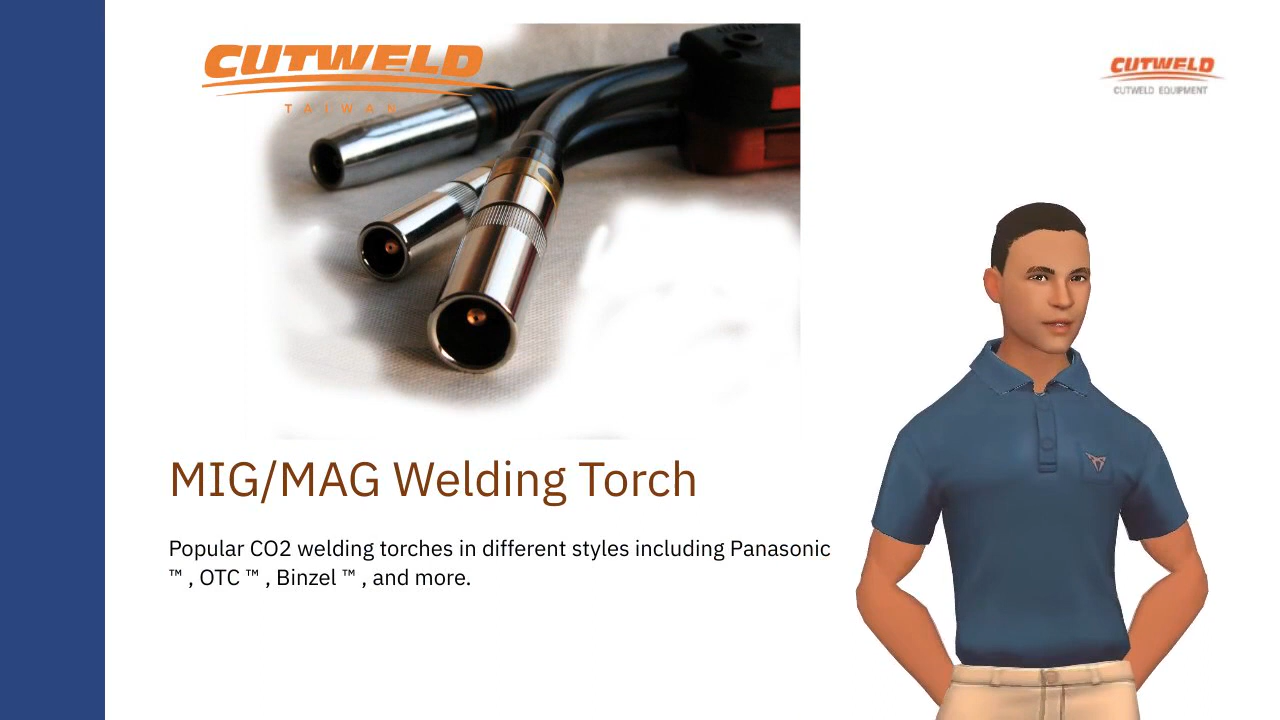 CUTWELD
TAIWAN
CUTWELD
CUTWELD EQUIPMENT
MIG/MAG Welding Torch
Popular CO2 welding torches in different styles including Panasonic
™ , OTC ™ , Binzel ™ , and more.